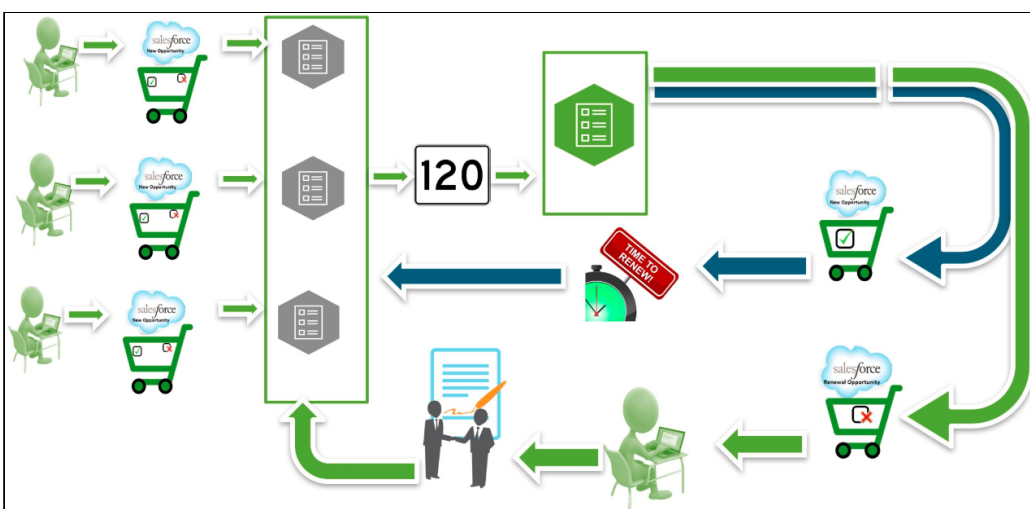 salesforce
New Opportunity
salesforce
New Opportunity
salesforce
New Opportunity
120
salesforce
New Opportunity
TIME TO
RENEW!
salesforce
Renewal Opportunity